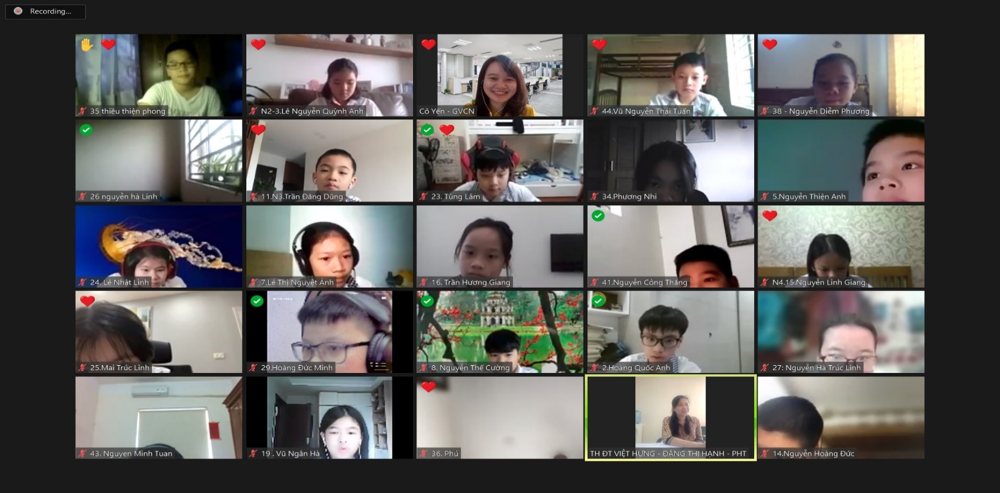 Recording...
35 thiều thiện phong
N2-3.Lê Nguyễn Quỳnh Anh
Cô Yến - GVCN
44.Vũ Nguyễn Thái Tuấn
38 - Nguyễn Diễm Phương
26 nguyễn hà Linh
11.N3.Trần Đăng Dũng
23. Tùng Lâm
34.Phương Nhi
5.Nguyễn Thiện Anh
24. Lê Nhật Linh
7.Lê Thị Nguyệt Ánh
16. Trần Hương Giang
41.Nguyễn Công Thắng
N4.15.Nguyễn Linh Giang
25.Mai Trúc Linh
29.Hoàng Đức Minh
8. Nguyễn Thế Cường
2.Hoàng Quốc Anh
27: Nguyễn Hà Trúc Linh
43. Nguyen Minh Tuan
19 . Vũ Ngân Hà
36. Phú
TH ĐT VIỆT HƯNG - ĐẶNG THỊ HẠNH - PHT
14.Nguyễn Hoàng Đức